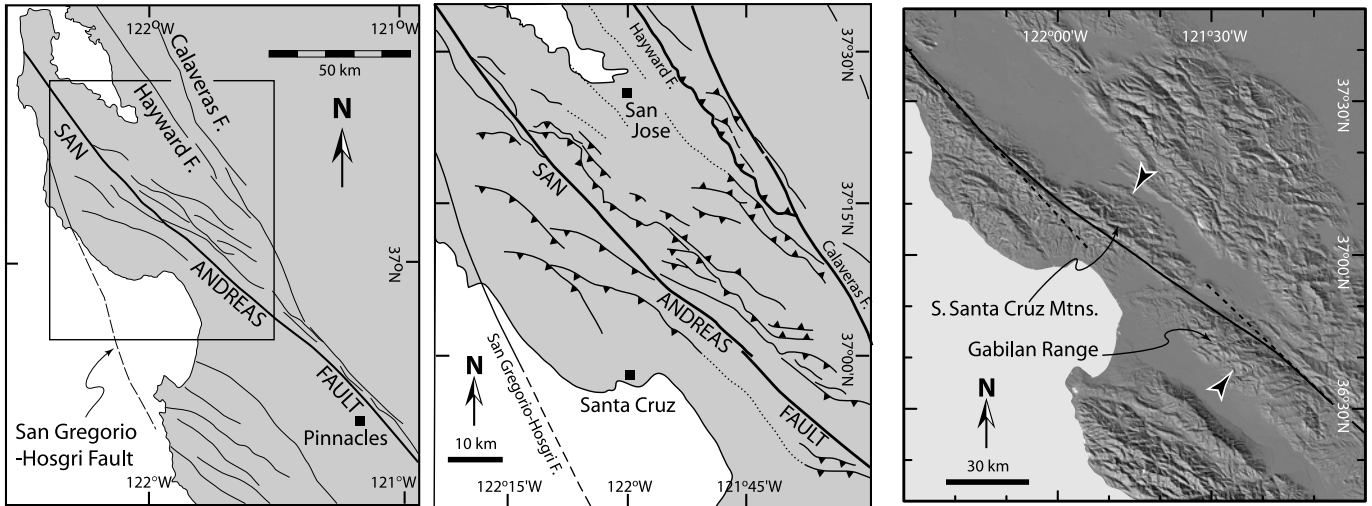 122°W
121°W
Calaveras F.
Hayward F.
50 km
N
SAN
ANDREAS
FAULT
37°N
Pinnacles
San Gregorio
-Hosgri Fault
122°W
121°W
Hayward F.
37°30'N
San
Jose
SAN
37°15'N
Calaveras F.
ANDREAS
37°00'N
N
San Gregorio-Hosgri F.
Santa Cruz
FAULT
10 km
122°15'W
122°0'W
121°45'W
122°00'W
121°30'W
37°30'N
37°00'N
S. Santa Cruz Mtns.
Gabilan Range
N
36°30'N
30 km